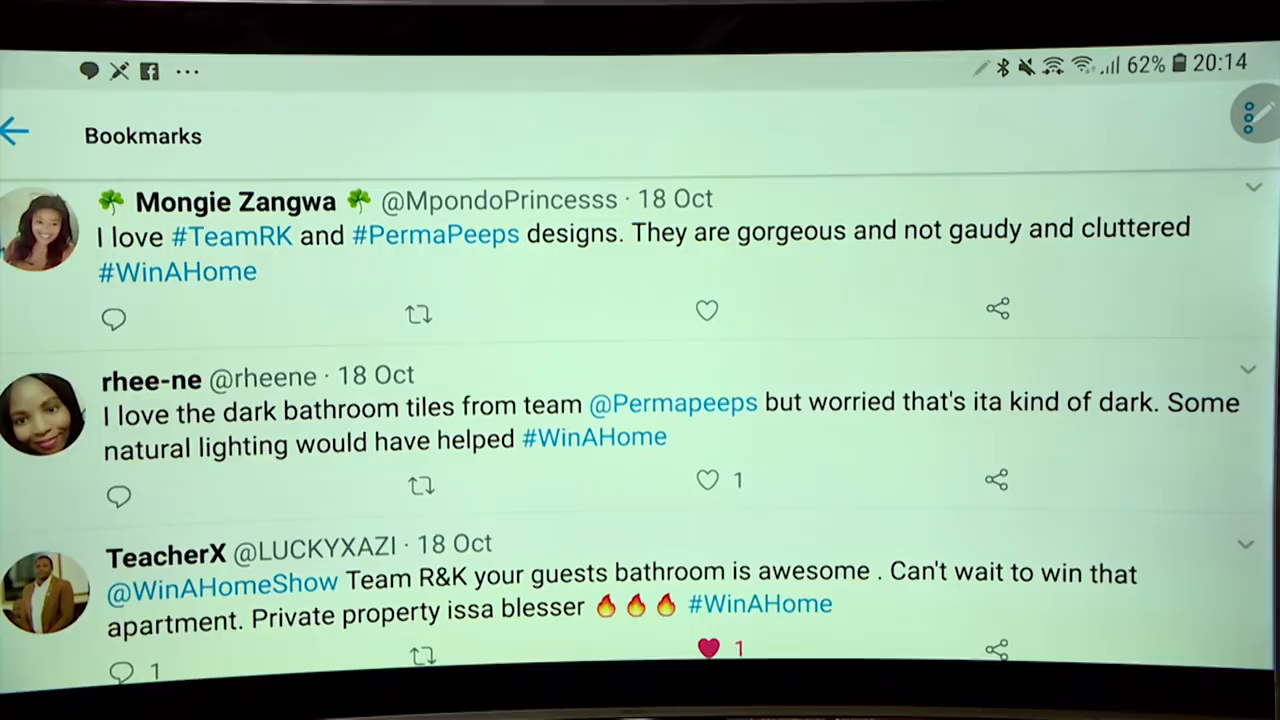 62% 20:14
Bookmarks
☘ Mongie Zangwa ☘ @MpondoPrincesss · 18 Oct
I love #TeamRK and #PermaPeeps designs. They are gorgeous and not gaudy and cluttered
#WinAHome
rhee-ne @rheene · 18 Oct
I love the dark bathroom tiles from team @Permapeeps but worried that's ita kind of dark. Some
natural lighting would have helped #WinAHome
1
TeacherX @LUCKYXAZI · 18 Oct
@WinAHomeShow Team R&K your guests bathroom is awesome . Can't wait to win that
apartment. Private property issa blesser 🔥🔥🔥 #WinAHome
1 1